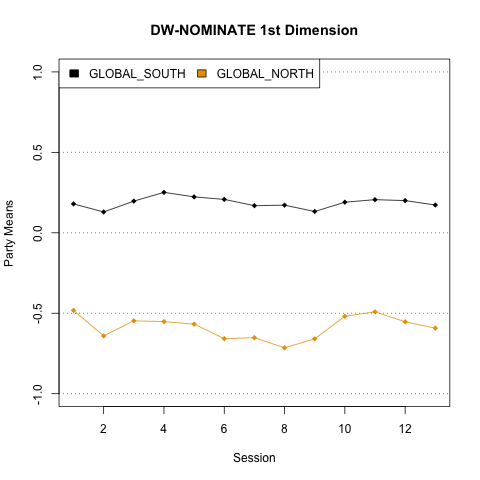 DW-NOMINATE 1st Dimension
GLOBAL_SOUTH GLOBAL_NORTH
1.0
0.5
0.0
-0.5
-1.0
Party Means
2 4 6 8 10 12
Session